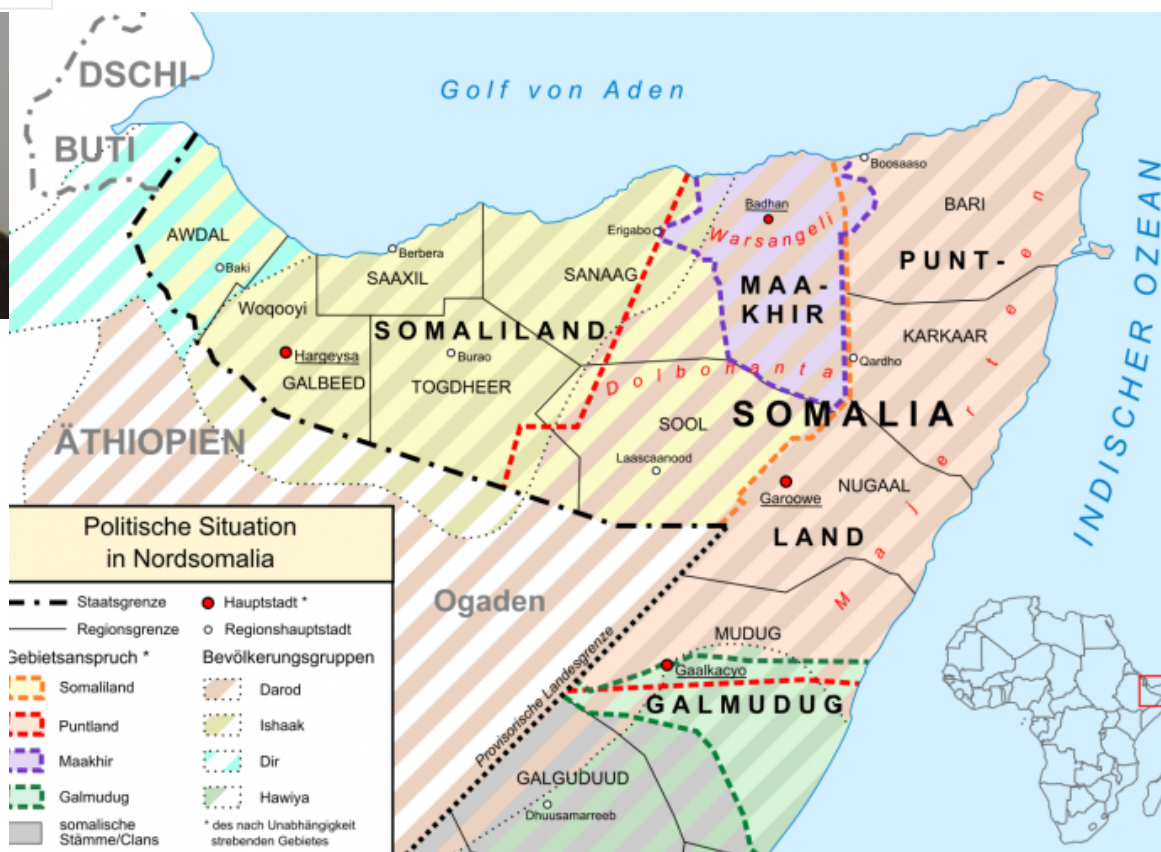 DSCHI-
BUTI
Golf von Aden
INDISCHER OZEAN
AWDAL
Baki
Woqooyi
Hargeysa
GALBEED
Berbera
SAAXIL
SOMALILAND
Burao
TOGDHEER
Erigabo
SANAAG
Badhan
Warsangeli
MAA-
KHIR
Boosaaso
BARI
PUNT-
KARKAAR
Qardho
Dolbohanta
SOMALIA
SOOL
Laascaanood
Garoowe
NUGAAL
LAND
Majerteen
ÄTHIOPIEN
Ogaden
Provisorische Landesgrenze
MUDUG
Gaalkacyo
GALMUDUG
GALGUDUUD
Dhuusamarreeb
Politische Situation
in Nordsomalia
Staatsgrenze
Hauptstadt *
Regionsgrenze
Regionshauptstadt
Gebietsanspruch *
Bevölkerungsgruppen
Somaliland
Darod
Puntland
Ishaak
Maakhir
Dir
Galmudug
Hawiya
somalische
Stämme/Clans
* des nach Unabhängigkeit
strebenden Gebietes